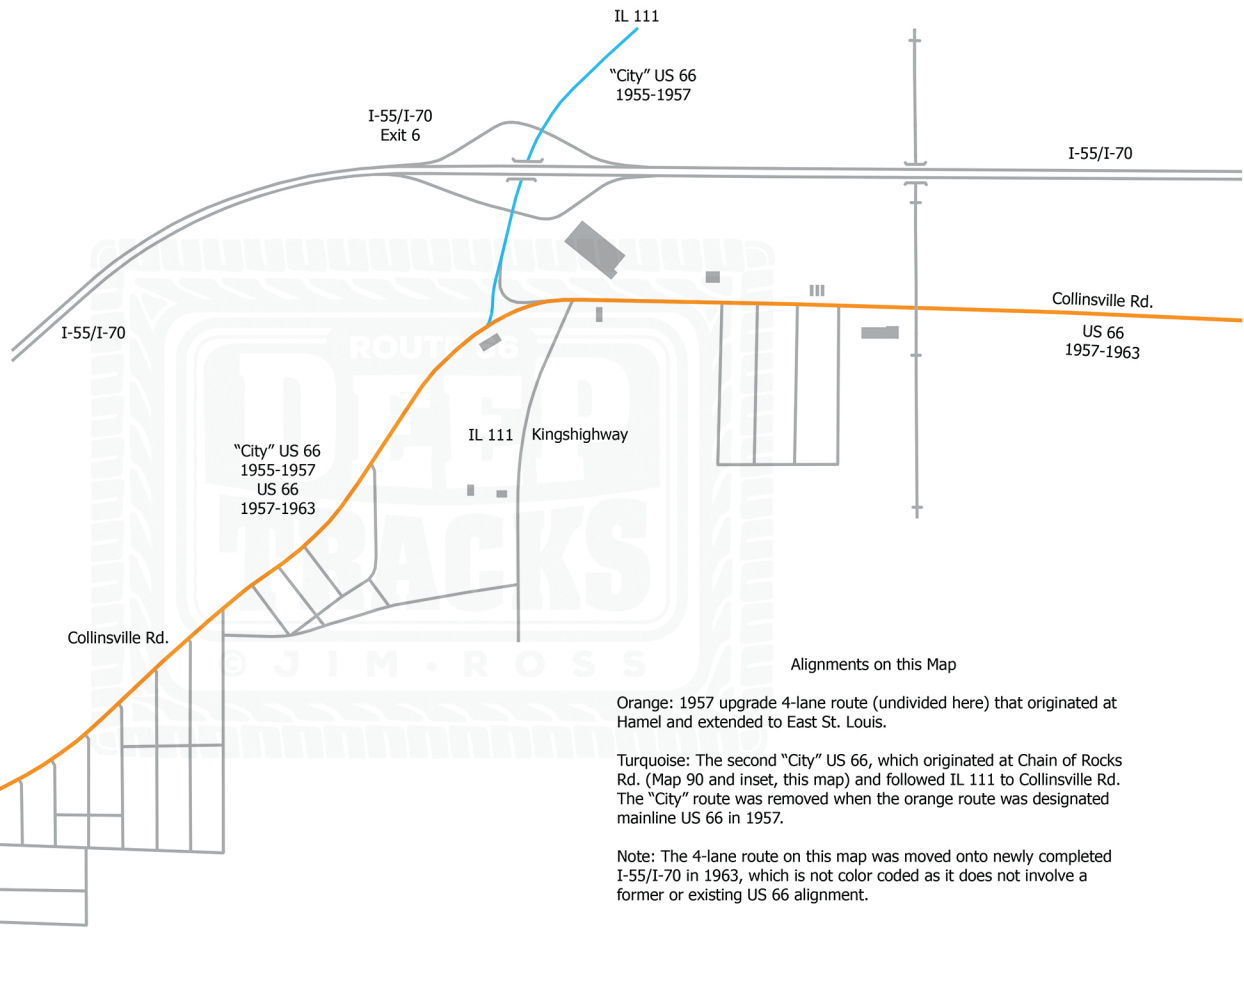 IL 111
“City” US 66
1955-1957
I-55/I-70
Exit 6
I-55/I-70
Collinsville Rd.
US 66
1957-1963
I-55/I-70
ROUTE 66
DEEP
TRACKS
© JIM • ROSS
IL 111
Kingshighway
“City” US 66
1955-1957
US 66
1957-1963
Collinsville Rd.
Alignments on this Map
Orange: 1957 upgrade 4-lane route (undivided here) that originated at
Hamel and extended to East St. Louis.
Turquoise: The second “City” US 66, which originated at Chain of Rocks
Rd. (Map 90 and inset, this map) and followed IL 111 to Collinsville Rd.
The “City” route was removed when the orange route was designated
mainline US 66 in 1957.
Note: The 4-lane route on this map was moved onto newly completed
I-55/I-70 in 1963, which is not color coded as it does not involve a
former or existing US 66 alignment.